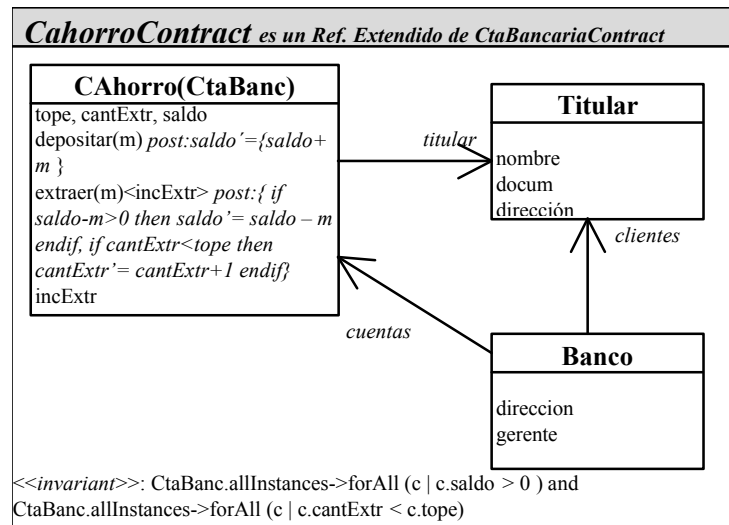 CahorroContract es un Ref. Extendido de CtaBancariaContract
CAhorro(CtaBanc)
tope, cantExtr, saldo
depositar(m) post:saldo´={saldo+
m }
extraer(m)<incExtr> post:{ if
saldo-m>0 then saldo’= saldo – m
endif, if cantExtr<tope then
cantExtr’= cantExtr+1 endif}
incExtr
titular
Titular
nombre
docum
dirección
clientes
cuentas
Banco
direccion
gerente
<<invariant>>: CtaBanc.allInstances->forAll (c | c.saldo > 0 ) and
CtaBanc.allInstances->forAll (c | c.cantExtr < c.tope)